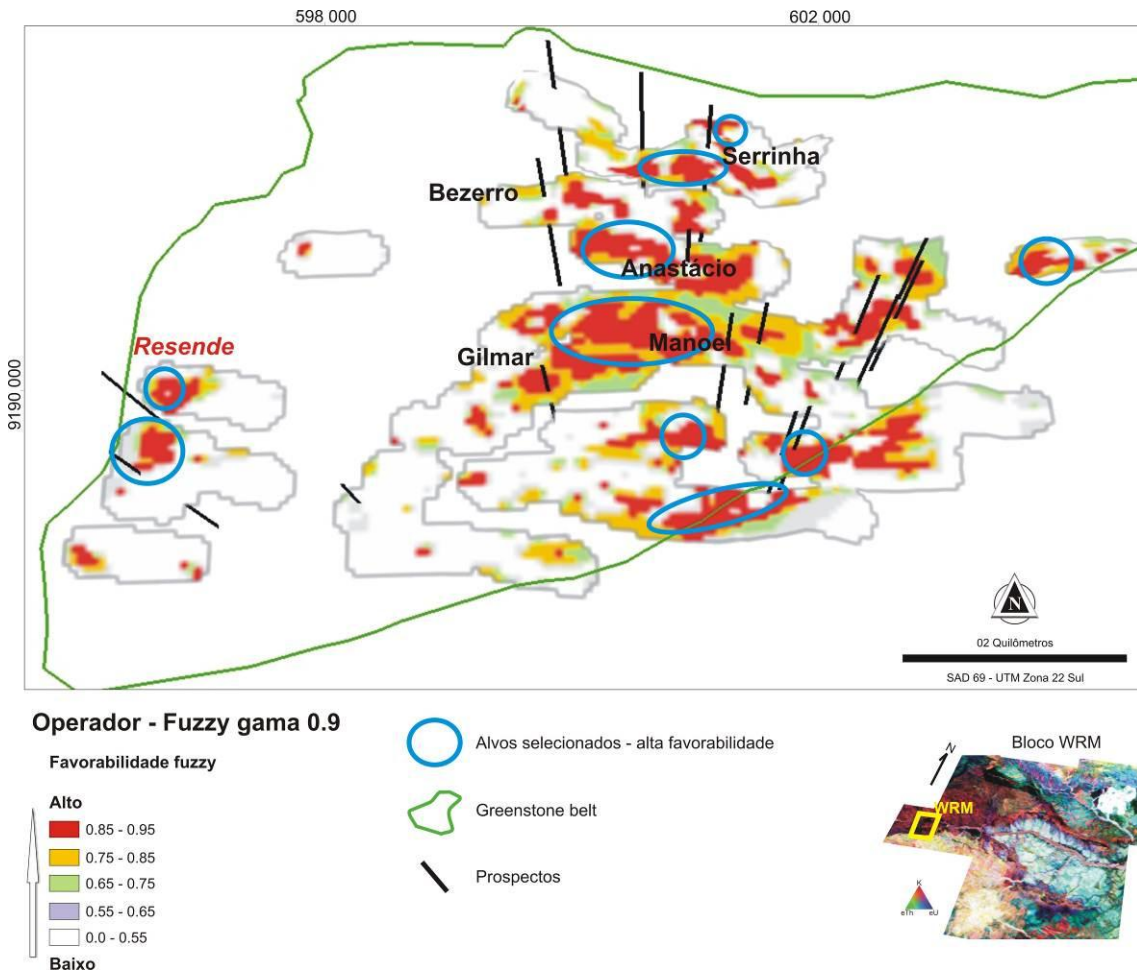 598 000
602 000
Serrinha
Bezerro
Anastácio
Resende
Manoel
Gilmar
9190 000
N
02 Quilômetros
SAD 69 - UTM Zona 22 Sul
Operador - Fuzzy gama 0.9
Favorabilidade fuzzy
Alto
0.85 - 0.95
0.75 - 0.85
0.65 - 0.75
0.55 - 0.65
0.0 - 0.55
Baixo
Alvos selecionados - alta favorabilidade
Greenstone belt
Prospectos
Bloco WRM
N
WRM
K
eTh
eU